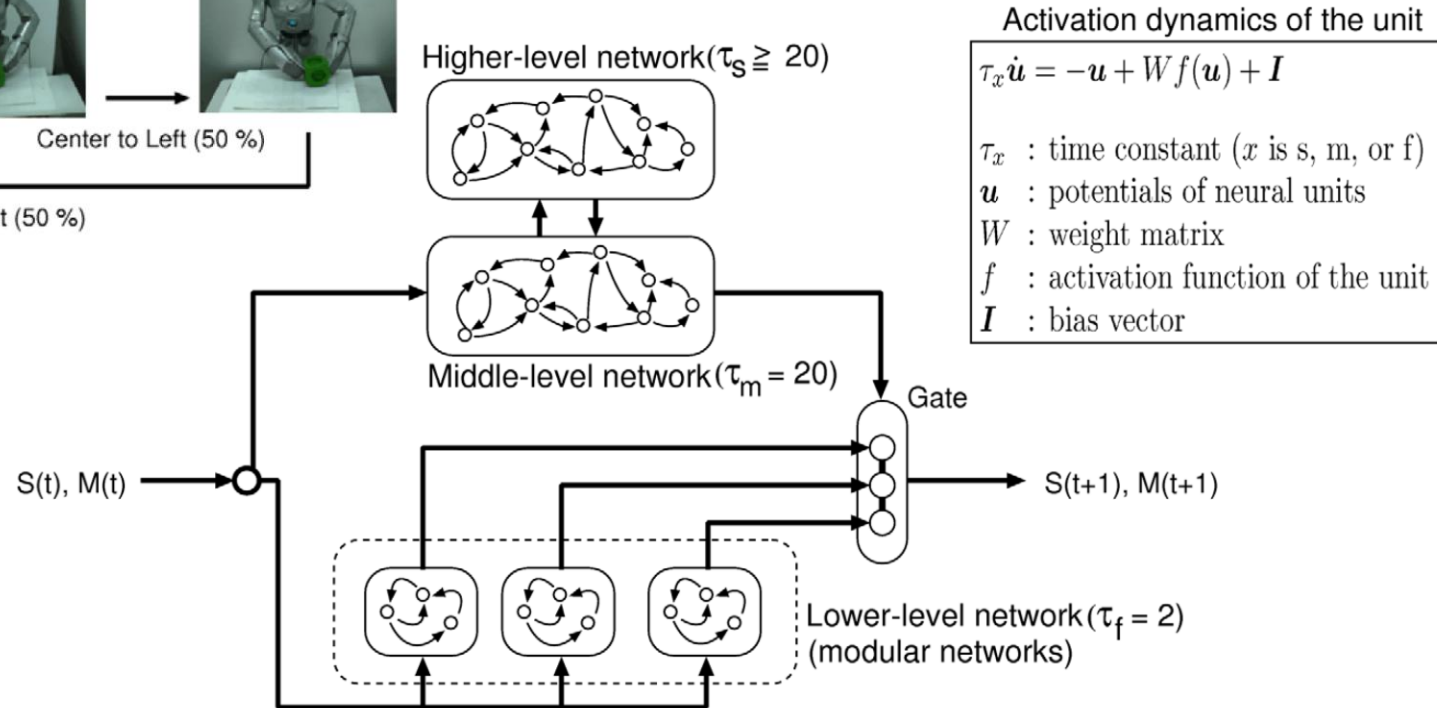 Center to Left (50 %)
t (50 %)
Higher-level network(τs ≧ 20)
Middle-level network(τm = 20)
Activation dynamics of the unit
τx u̇ = −u + W f(u) + I
τx : time constant (x is s, m, or f)
u : potentials of neural units
W : weight matrix
f : activation function of the unit
I : bias vector
Gate
S(t), M(t)
S(t+1), M(t+1)
Lower-level network(τf = 2)
(modular networks)